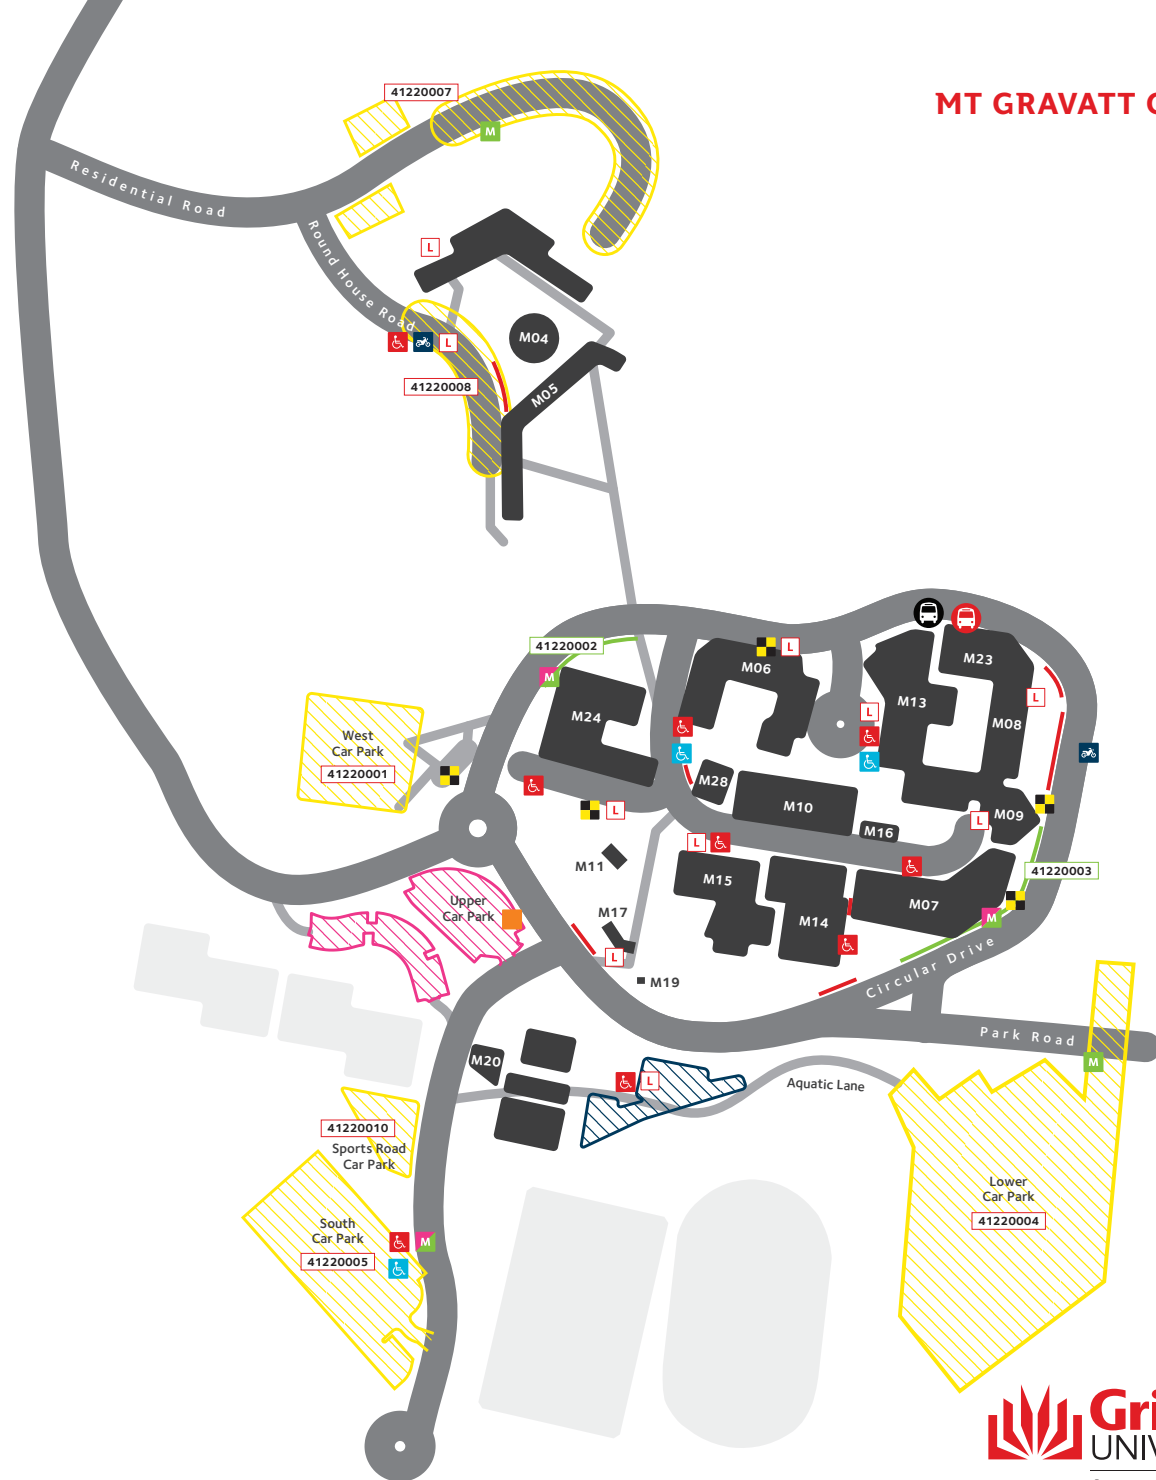 41220007
MT GRAVATT C
M
Residential Road
Round House Road
L
M04
L
41220008
M05
41220002
M
M06
L
M23
M13
M08
L
L
M24
West
Car Park
41220001
M28
M10
M16
M09
L
L
L
M11
M15
M14
M07
M
41220003
Upper
Car Park
M17
L
M19
Circular Drive
Park Road
M
M20
L
Aquatic Lane
41220010
Sports Road
Car Park
South
Car Park
41220005
M
Lower
Car Park
41220004
Gri
UNIV